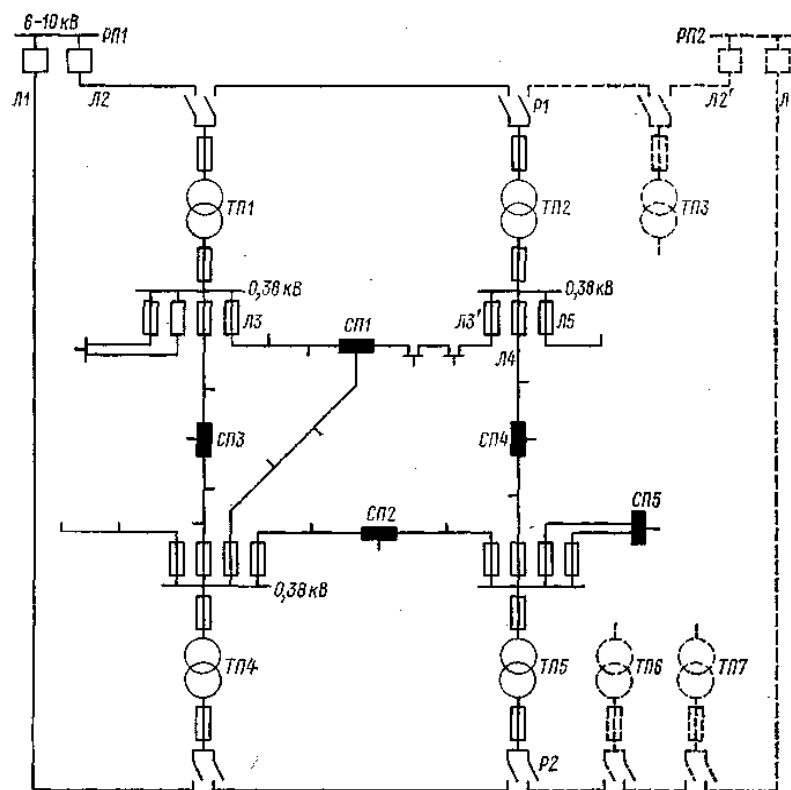 6-10 кВ
РП1
РП2
Л1
Л2
Р1
Л2'
Л
ТП1
ТП2
ТП3
0,38 кВ
0,38 кВ
Л3
СП1
Л3'
Л5
Л4
СП3
СП4
СП5
СП2
0,38 кВ
ТП4
ТП5
ТП6
ТП7
Р2